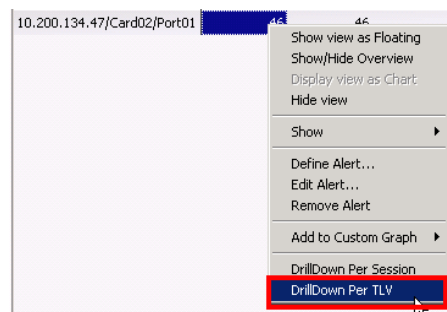 10.200.134.47/Card02/Port01 46 46
Show view as Floating
Show/Hide Overview
Display view as Chart
Hide view
Show
Define Alert...
Edit Alert...
Remove Alert
Add to Custom Graph
DrillDown Per Session
DrillDown Per TLV